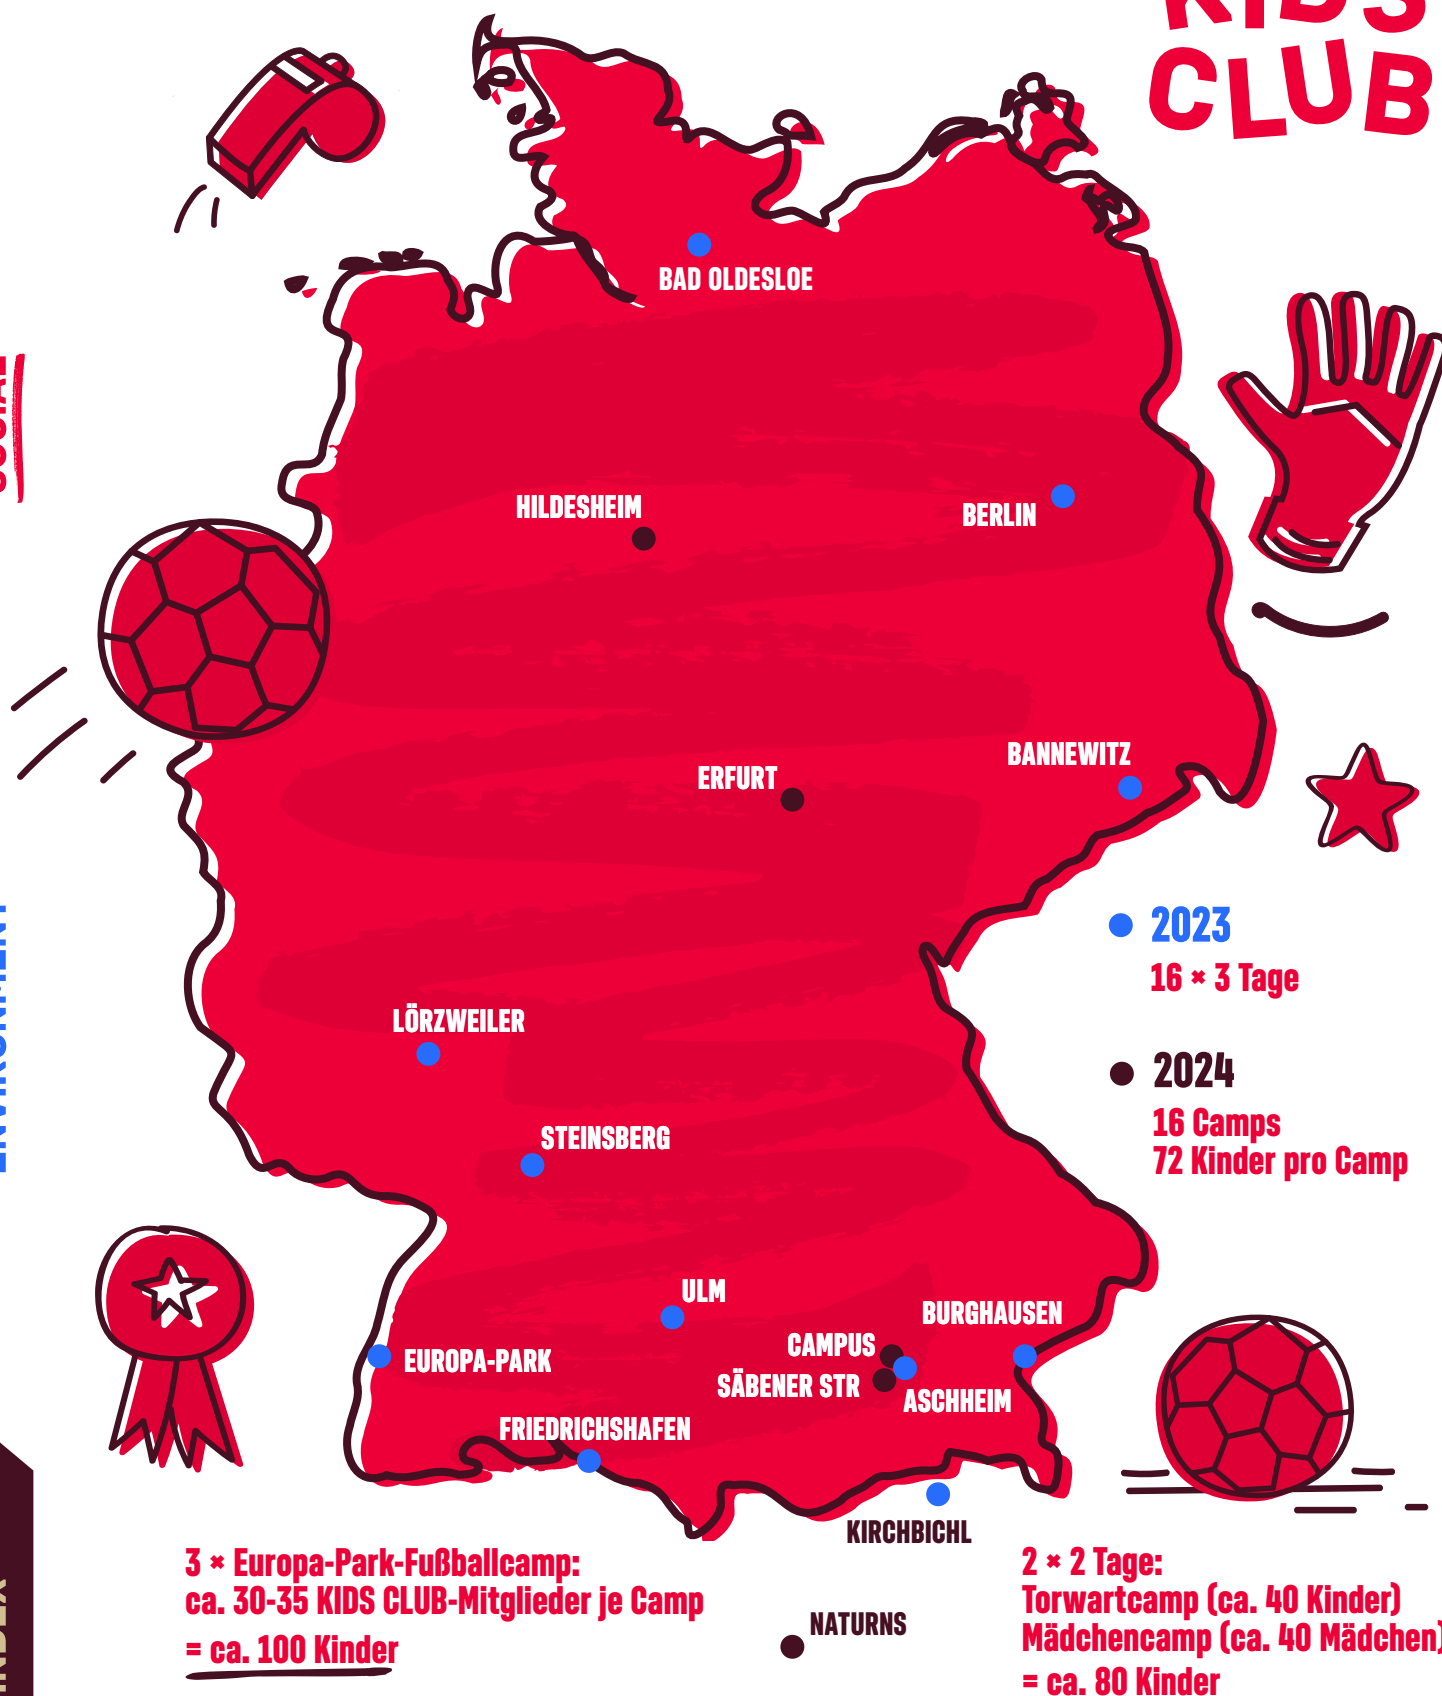 KIDS
CLUB
BAD OLDESLOE
HILDESHEIM
BERLIN
BANNEWITZ
ERFURT
2023
16 × 3 Tage
LÖRZWEILER
2024
16 Camps
72 Kinder pro Camp
STEINSBERG
ULM
BURGHAUSEN
CAMPUS
EUROPA-PARK
SÄBENER STR
ASCHHEIM
FRIEDRICHSHAFEN
KIRCHBICHL
3 × Europa-Park-Fußballcamp:
ca. 30-35 KIDS CLUB-Mitglieder je Camp
= ca. 100 Kinder
NATURNS
2 × 2 Tage:
Torwartcamp (ca. 40 Kinder)
Mädchencamp (ca. 40 Mädchen)
= ca. 80 Kinder
SOCIAL
ENVIRONMENT
INDEX